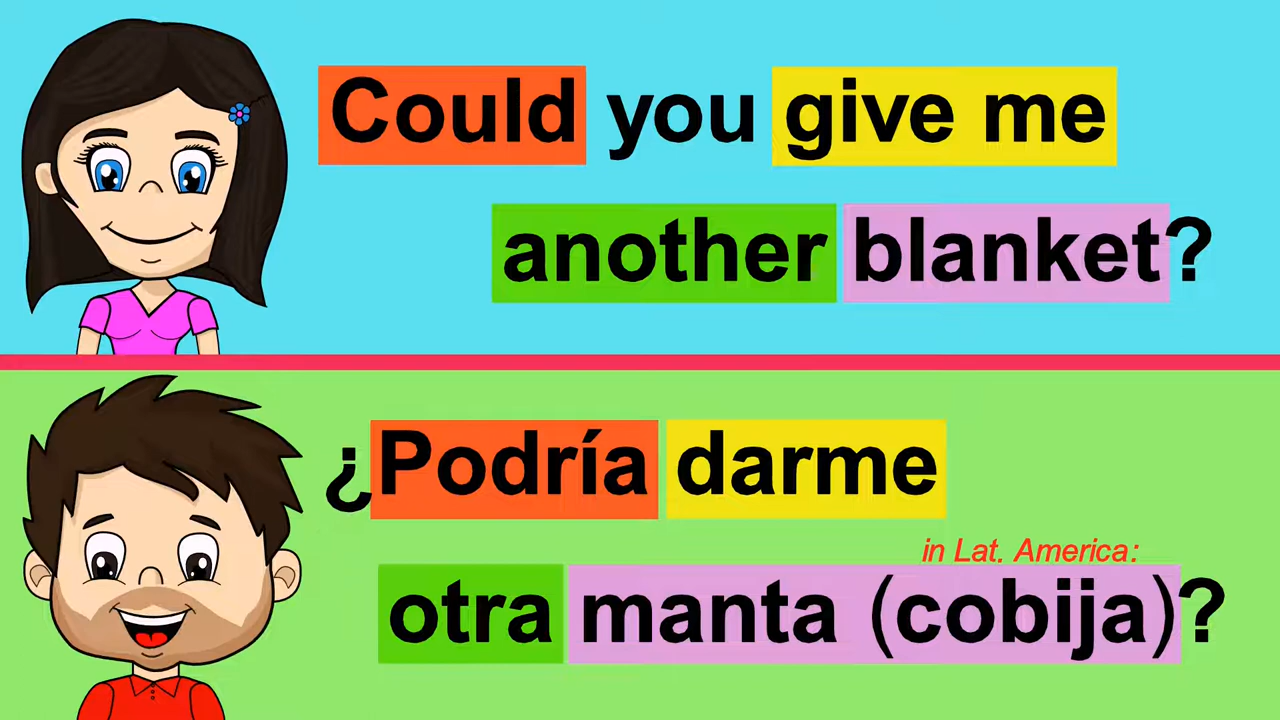 Could you give me
another blanket?
¿Podría darme
in Lat. America:
otra manta (cobija)?